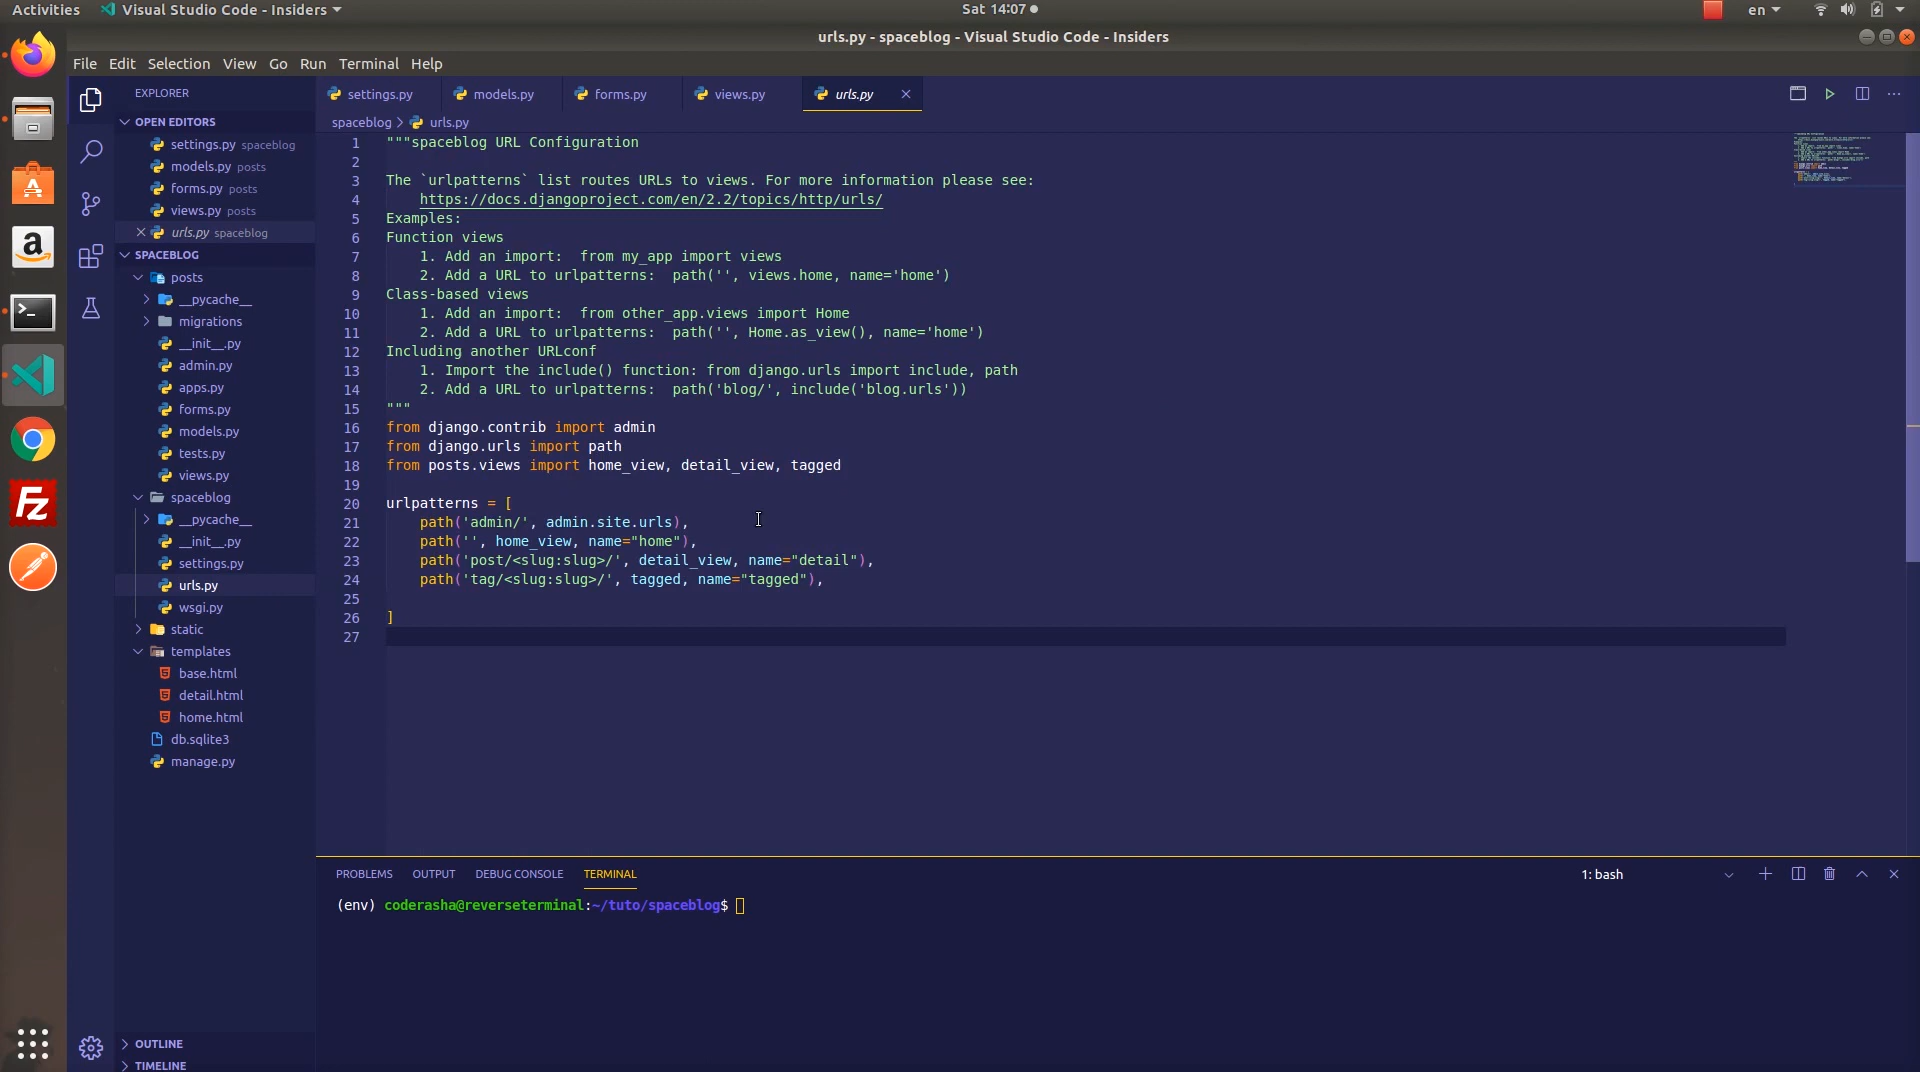 Activities
Visual Studio Code - Insiders
Sat 14:07
en
urls.py - spaceblog - Visual Studio Code - Insiders
File Edit Selection View Go Run Terminal Help
EXPLORER
OPEN EDITORS
settings.py spaceblog
models.py posts
forms.py posts
views.py posts
urls.py spaceblog
SPACEBLOG
posts
__pycache__
migrations
__init__.py
admin.py
apps.py
forms.py
models.py
tests.py
views.py
spaceblog
__pycache__
__init__.py
settings.py
urls.py
wsgi.py
static
templates
base.html
detail.html
home.html
db.sqlite3
manage.py
OUTLINE
TIMELINE
settings.py
models.py
forms.py
views.py
urls.py
spaceblog > urls.py
1 """spaceblog URL Configuration
2
3 The `urlpatterns` list routes URLs to views. For more information please see:
4     https://docs.djangoproject.com/en/2.2/topics/http/urls/
5 Examples:
6 Function views
7     1. Add an import:  from my_app import views
8     2. Add a URL to urlpatterns:  path('', views.home, name='home')
9 Class-based views
10     1. Add an import:  from other_app.views import Home
11     2. Add a URL to urlpatterns:  path('', Home.as_view(), name='home')
12 Including another URLconf
13     1. Import the include() function: from django.urls import include, path
14     2. Add a URL to urlpatterns:  path('blog/', include('blog.urls'))
15 """
16 from django.contrib import admin
17 from django.urls import path
18 from posts.views import home_view, detail_view, tagged
19
20 urlpatterns = [
21     path('admin/', admin.site.urls),
22     path('', home_view, name="home"),
23     path('post/<slug:slug>/', detail_view, name="detail"),
24     path('tag/<slug:slug>/', tagged, name="tagged"),
25
26 ]
27
PROBLEMS OUTPUT DEBUG CONSOLE TERMINAL
1: bash
(env) coderasha@reverseterminal:~/tuto/spaceblog$